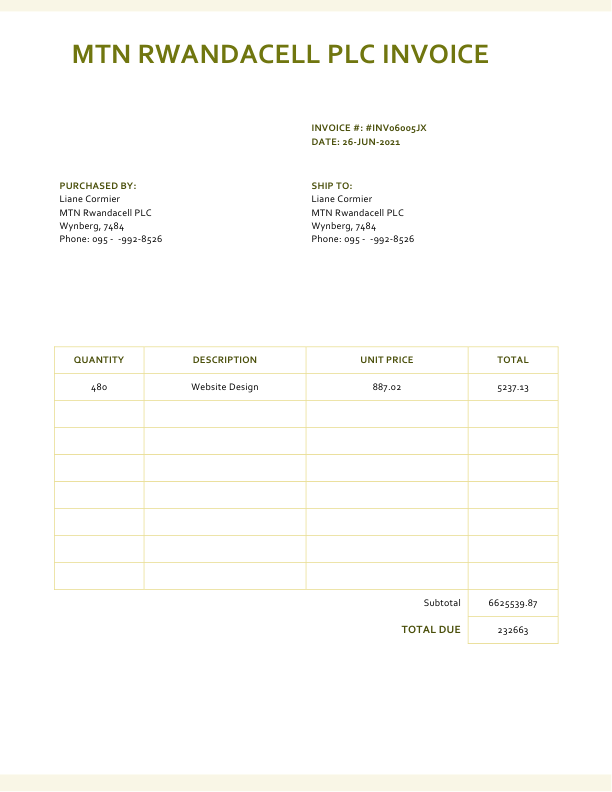 MTN RWANDACELL PLC INVOICE
INVOICE #: #INV06005JX
DATE: 26-JUN-2021
PURCHASED BY:
Liane Cormier
MTN Rwandacell PLC
Wynberg, 7484
Phone: 095 -  -992-8526
SHIP TO:
Liane Cormier
MTN Rwandacell PLC
Wynberg, 7484
Phone: 095 -  -992-8526
QUANTITY DESCRIPTION UNIT PRICE TOTAL
480 Website Design 887.02 5237.13
Subtotal 6625539.87
TOTAL DUE 232663